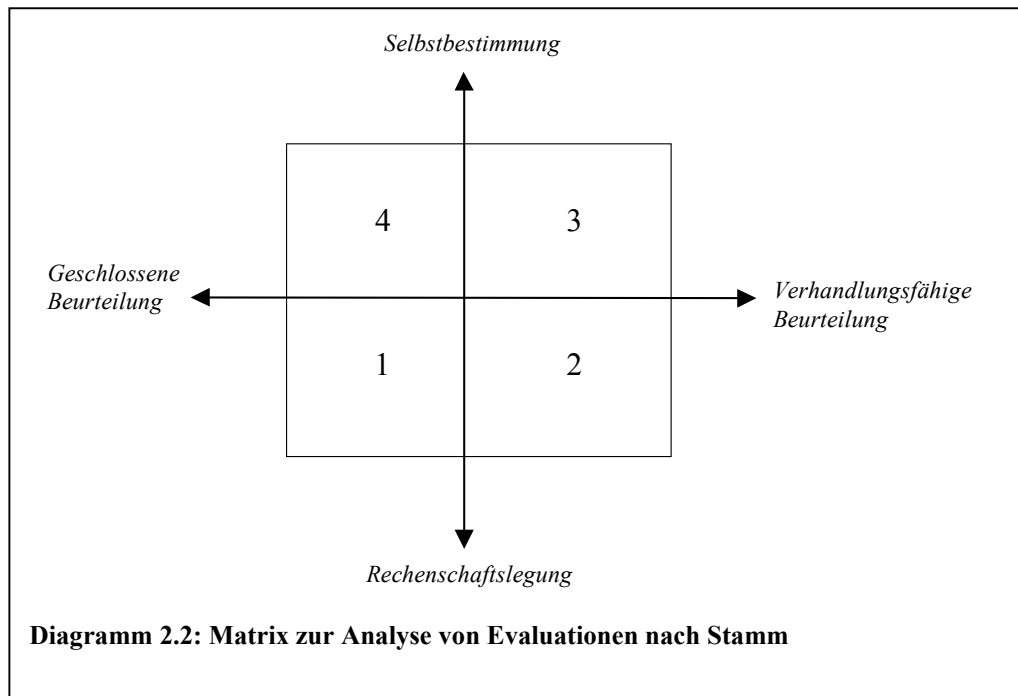 Selbstbestimmung
4
3
Geschlossene
Beurteilung
Verhandlungsfähige
Beurteilung
1
2
Rechenschaftslegung
Diagramm 2.2: Matrix zur Analyse von Evaluationen nach Stamm